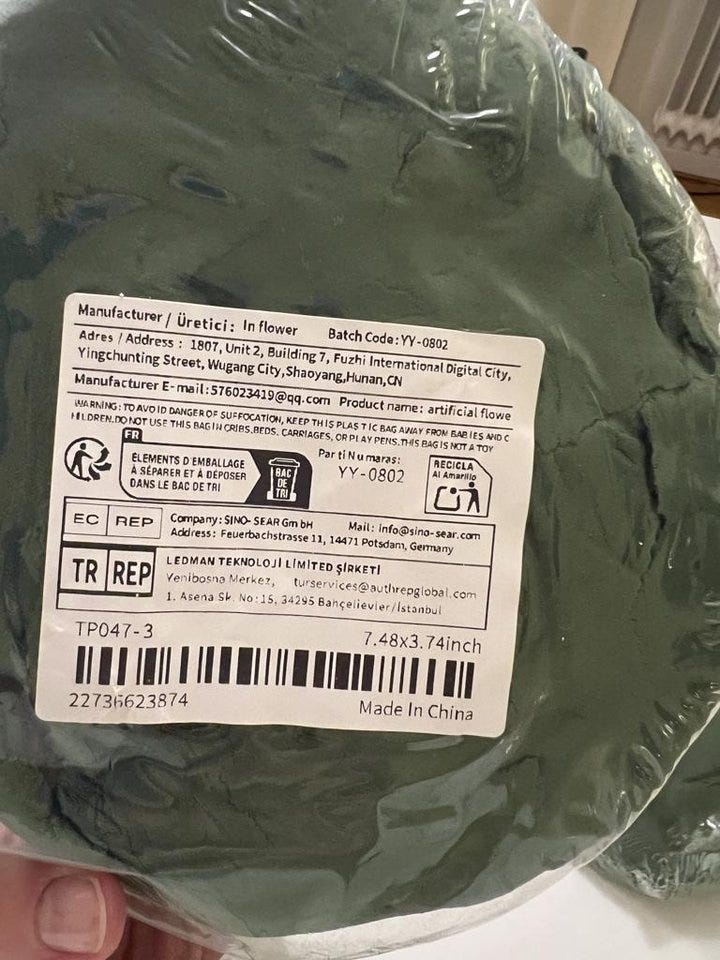 Manufacturer / Üretici: In flower Batch Code: YY-0802
Adres / Address : 1807, Unit 2, Building 7, Fuzhi International Digital City,
Yingchunting Street, Wugang City,Shaoyang,Hunan,CN
Manufacturer E-mail:576023419@qq.com Product name: artificial flowe
WARNING: TO AVOID DANGER OF SUFFOCATION, KEEP THIS PLASTIC BAG AWAY FROM BABIES AND C
HILDREN.DO NOT USE THIS BAG IN CRIBS.BEDS. CARRIAGES, OR PLAY PENS.THIS BAG IS NOT A TOY
FR
ÉLÉMENTS D'EMBALLAGE
À SÉPARER ET À DÉPOSER
DANS LE BAC DE TRI
BAC
DE
TRI
Parti Numaras:
YY-0802
RECICLA
Al Amarillo
EC REP
Company: SINO-SEAR GmbH Mail: info@sino-sear.com
Address: Feuerbachstrasse 11, 14471 Potsdam, Germany
TR REP
LEDMAN TEKNOLOJİ LİMİTED ŞİRKETİ
Yenibosna Merkez, turservices@authrepglobal.com
1. Asena Sk. No:15, 34295 Bahçelievler/İstanbul
TP047-3 7.48x3.74inch
22736623874 Made In China